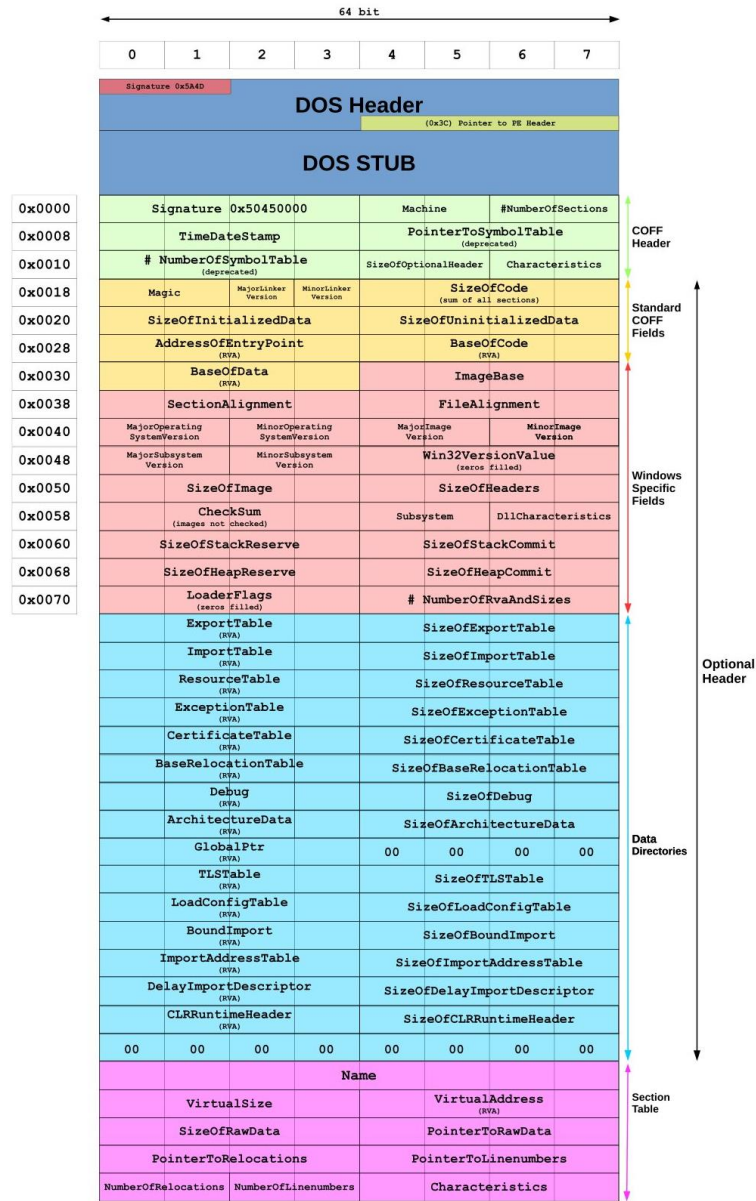 64 bit
0 1 2 3 4 5 6 7
Signature 0x5A4D
DOS Header
(0x3C) Pointer to PE Header
DOS STUB
0x0000 Signature 0x50450000 Machine #NumberOfSections
0x0008 TimeDateStamp PointerToSymbolTable
(deprecated)
COFF
Header
0x0010 # NumberOfSymbolTable
(deprecated)
SizeOfOptionalHeader Characteristics
0x0018 Magic MajorLinker
Version
MinorLinker
Version
SizeOfCode
(sum of all sections)
0x0020 SizeOfInitializedData SizeOfUninitializedData
Standard
COFF
Fields
0x0028 AddressOfEntryPoint
(RVA)
BaseOfCode
(RVA)
0x0030 BaseOfData
(RVA)
ImageBase
0x0038 SectionAlignment FileAlignment
0x0040 MajorOperating
SystemVersion
MinorOperating
SystemVersion
MajorImage
Version
MinorImage
Version
0x0048 MajorSubsystem
Version
MinorSubsystem
Version
Win32VersionValue
(zeros filled)
0x0050 SizeOfImage SizeOfHeaders
Windows
Specific
Fields
0x0058 CheckSum
(images not checked)
Subsystem DllCharacteristics
0x0060 SizeOfStackReserve SizeOfStackCommit
0x0068 SizeOfHeapReserve SizeOfHeapCommit
0x0070 LoaderFlags
(zeros filled)
# NumberOfRvaAndSizes
ExportTable
(RVA)
SizeOfExportTable
ImportTable
(RVA)
SizeOfImportTable
Optional
Header
ResourceTable
(RVA)
SizeOfResourceTable
ExceptionTable
(RVA)
SizeOfExceptionTable
CertificateTable
(RVA)
SizeOfCertificateTable
BaseRelocationTable
(RVA)
SizeOfBaseRelocationTable
Debug
(RVA)
SizeOfDebug
ArchitectureData
(RVA)
SizeOfArchitectureData
Data
Directories
GlobalPtr
(RVA)
00 00 00 00
TLSTable
(RVA)
SizeOfTLSTable
LoadConfigTable
(RVA)
SizeOfLoadConfigTable
BoundImport
(RVA)
SizeOfBoundImport
ImportAddressTable
(RVA)
SizeOfImportAddressTable
DelayImportDescriptor
(RVA)
SizeOfDelayImportDescriptor
CLRRuntimeHeader
(RVA)
SizeOfCLRRuntimeHeader
00 00 00 00 00 00 00 00
Name
VirtualSize VirtualAddress
(RVA)
Section
Table
SizeOfRawData PointerToRawData
PointerToRelocations PointerToLinenumbers
NumberOfRelocations NumberOfLinenumbers Characteristics